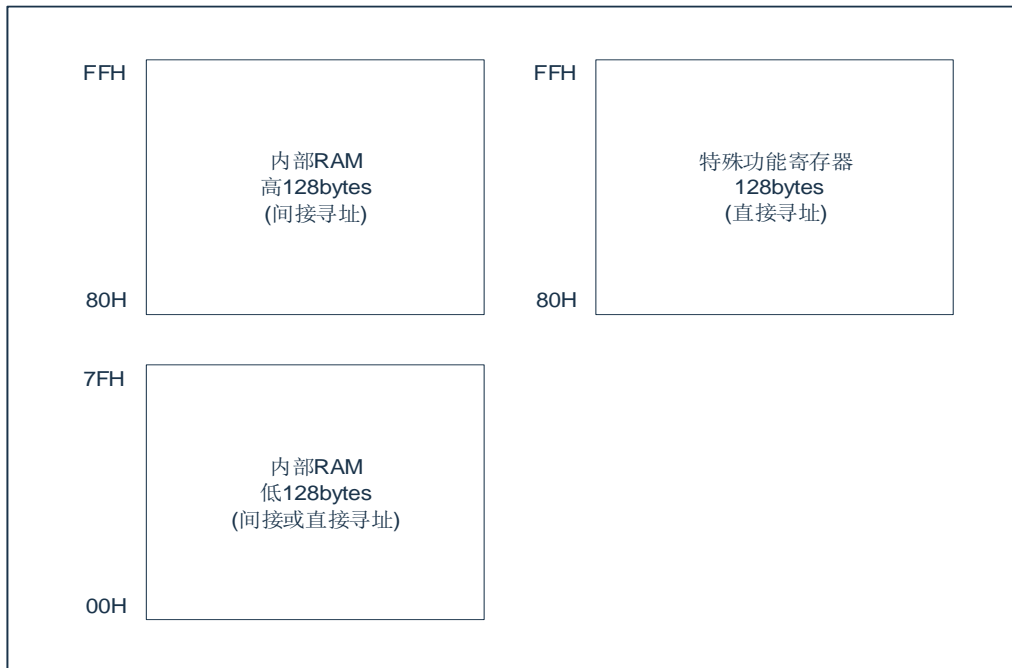 FFH
内部RAM
高128bytes
(间接寻址)
80H
FFH
特殊功能寄存器
128bytes
(直接寻址)
80H
7FH
内部RAM
低128bytes
(间接或直接寻址)
00H